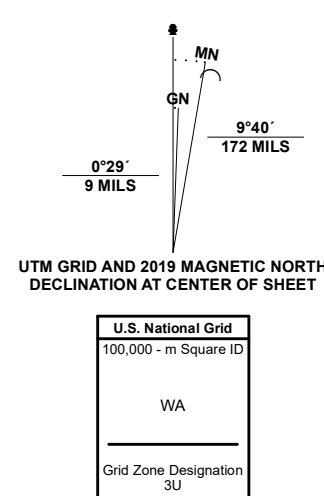 MN
GN
9°40´
172 MILS
0°29´
9 MILS
UTM GRID AND 2019 MAGNETIC NORTH
DECLINATION AT CENTER OF SHEET
U.S. National Grid
100,000 - m Square ID
WA
Grid Zone Designation
3U